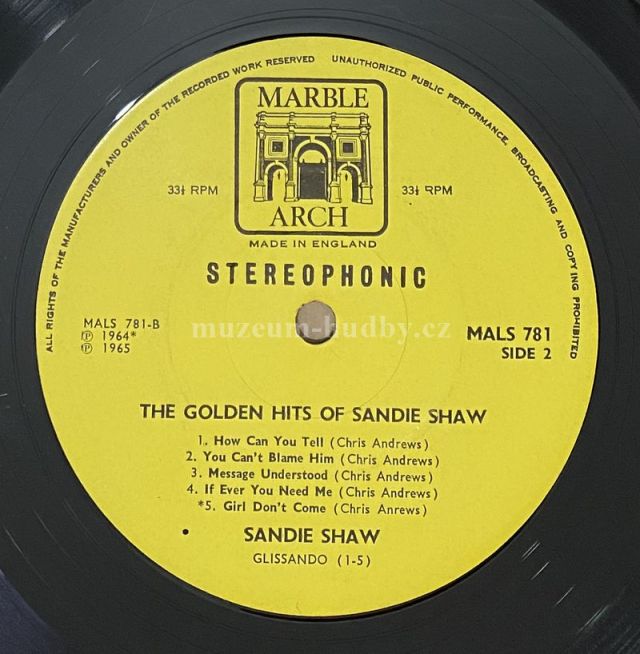 ALL RIGHTS OF THE MANUFACTURERS AND OWNER OF THE RECORDED WORK RESERVED UNAUTHORIZED PUBLIC PERFORMANCE, BROADCASTING AND COPYING PROHIBITED
MARBLE
33⅓ RPM 33⅓ RPM
ARCH
MADE IN ENGLAND
STEREOPHONIC
muzeum-hudby.cz
MALS 781-B
Ⓟ 1964*
Ⓟ 1965
MALS 781
SIDE 2
THE GOLDEN HITS OF SANDIE SHAW
1. How Can You Tell (Chris Andrews)
2. You Can't Blame Him (Chris Andrews)
3. Message Understood (Chris Andrews)
4. If Ever You Need Me (Chris Andrews)
*5. Girl Don't Come (Chris Anrews)
SANDIE SHAW
GLISSANDO (1-5)